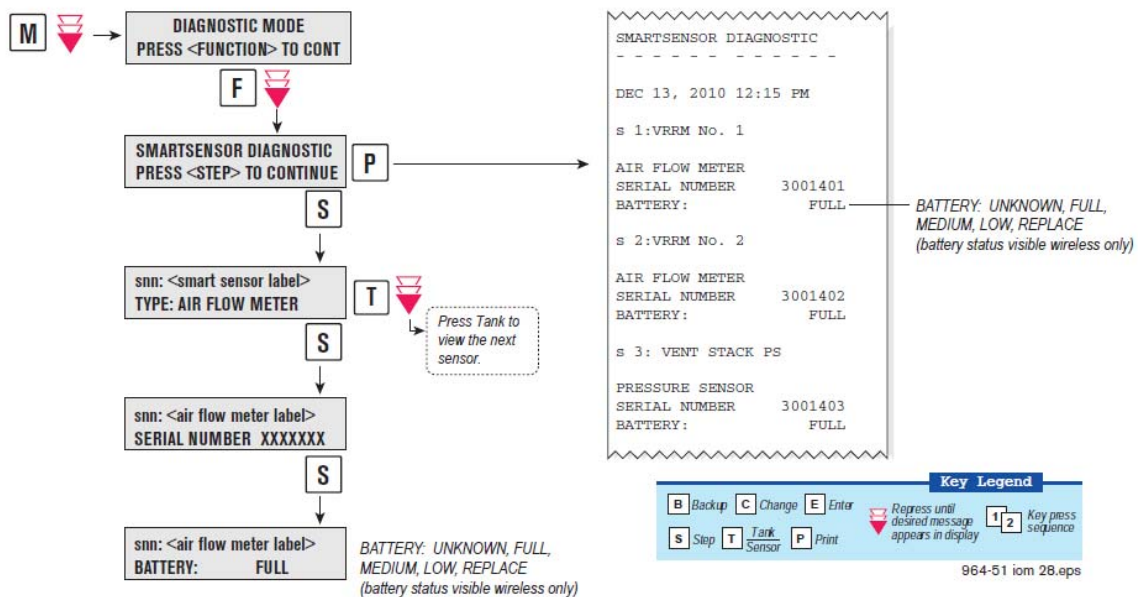 M
DIAGNOSTIC MODE
PRESS <FUNCTION> TO CONT
F
SMARTSENSOR DIAGNOSTIC
PRESS <STEP> TO CONTINUE
P
S
snn: <smart sensor label>
TYPE: AIR FLOW METER
T
Press Tank to
view the next
sensor.
S
snn: <air flow meter label>
SERIAL NUMBER XXXXXXX
S
snn: <air flow meter label>
BATTERY: FULL
BATTERY: UNKNOWN, FULL,
MEDIUM, LOW, REPLACE
(battery status visible wireless only)
SMARTSENSOR DIAGNOSTIC
- - - - - - - - - - - -
DEC 13, 2010 12:15 PM
s 1:VRRM No. 1
AIR FLOW METER
SERIAL NUMBER 3001401
BATTERY: FULL
s 2:VRRM No. 2
AIR FLOW METER
SERIAL NUMBER 3001402
BATTERY: FULL
s 3: VENT STACK PS
PRESSURE SENSOR
SERIAL NUMBER 3001403
BATTERY: FULL
BATTERY: UNKNOWN, FULL,
MEDIUM, LOW, REPLACE
(battery status visible wireless only)
Key Legend
B Backup C Change E Enter
S Step T Tank
Sensor P Print
Repress until
desired message
appears in display
1 2 Key press
sequence
964-51 iom 28.eps